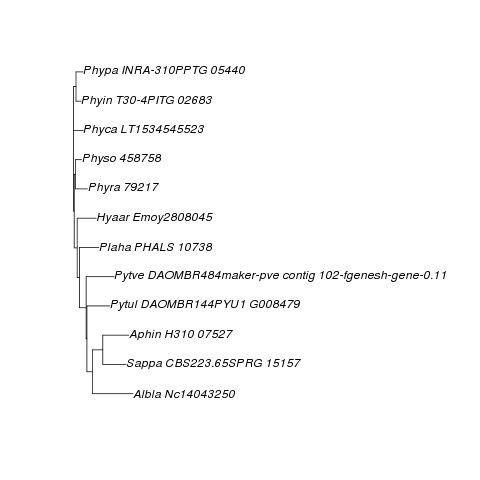 Phypa INRA-310PPTG 05440
Phyin T30-4PITG 02683
Phyca LT1534545523
Physo 458758
Phyra 79217
Hyaar Emoy2808045
Plaha PHALS 10738
Pytve DAOMBR484maker-pve contig 102-fgenesh-gene-0.11
Pytul DAOMBR144PYU1 G008479
Aphin H310 07527
Sappa CBS223.65SPRG 15157
Albla Nc14043250